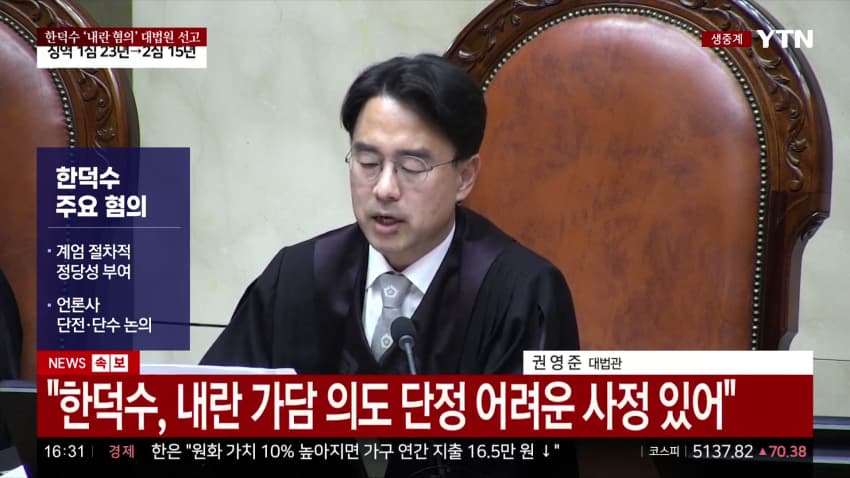 한덕수 '내란 혐의' 대법원 선고
징역 1심 23년→2심 15년
생중계
YTN
한덕수
주요 혐의
• 계엄 절차적
정당성 부여
• 언론사
단전·단수 논의
NEWS 속보
권영준 대법관
"한덕수, 내란 가담 의도 단정 어려운 사정 있어"
16:31 경제 한은 "원화 가치 10% 높아지면 가구 연간 지출 16.5만 원 ↓" 코스피 5137.82 ▲70.38